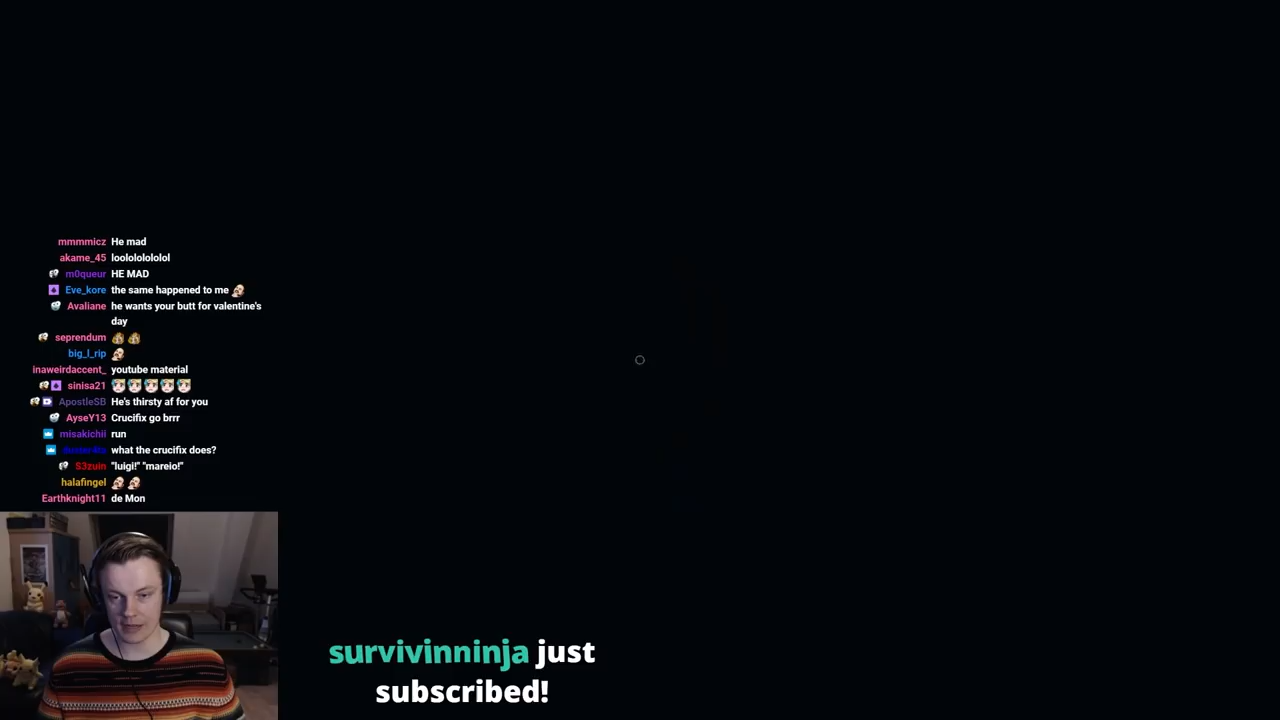 mmmmicz He mad
akame_45 loolololololol
m0queur HE MAD
Eve_kore the same happened to me
Avaliane he wants your butt for valentine's
day
seprendum
big_l_rip
inaweirdaccent_ youtube material
sinisa21
ApostleSB He's thirsty af for you
AyseY13 Crucifix go brrr
misakichii run
what the crucifix does?
S3zuin "luigi!" "mareio!"
halafingel
Earthknight11 de Mon
survivinninja just
subscribed!